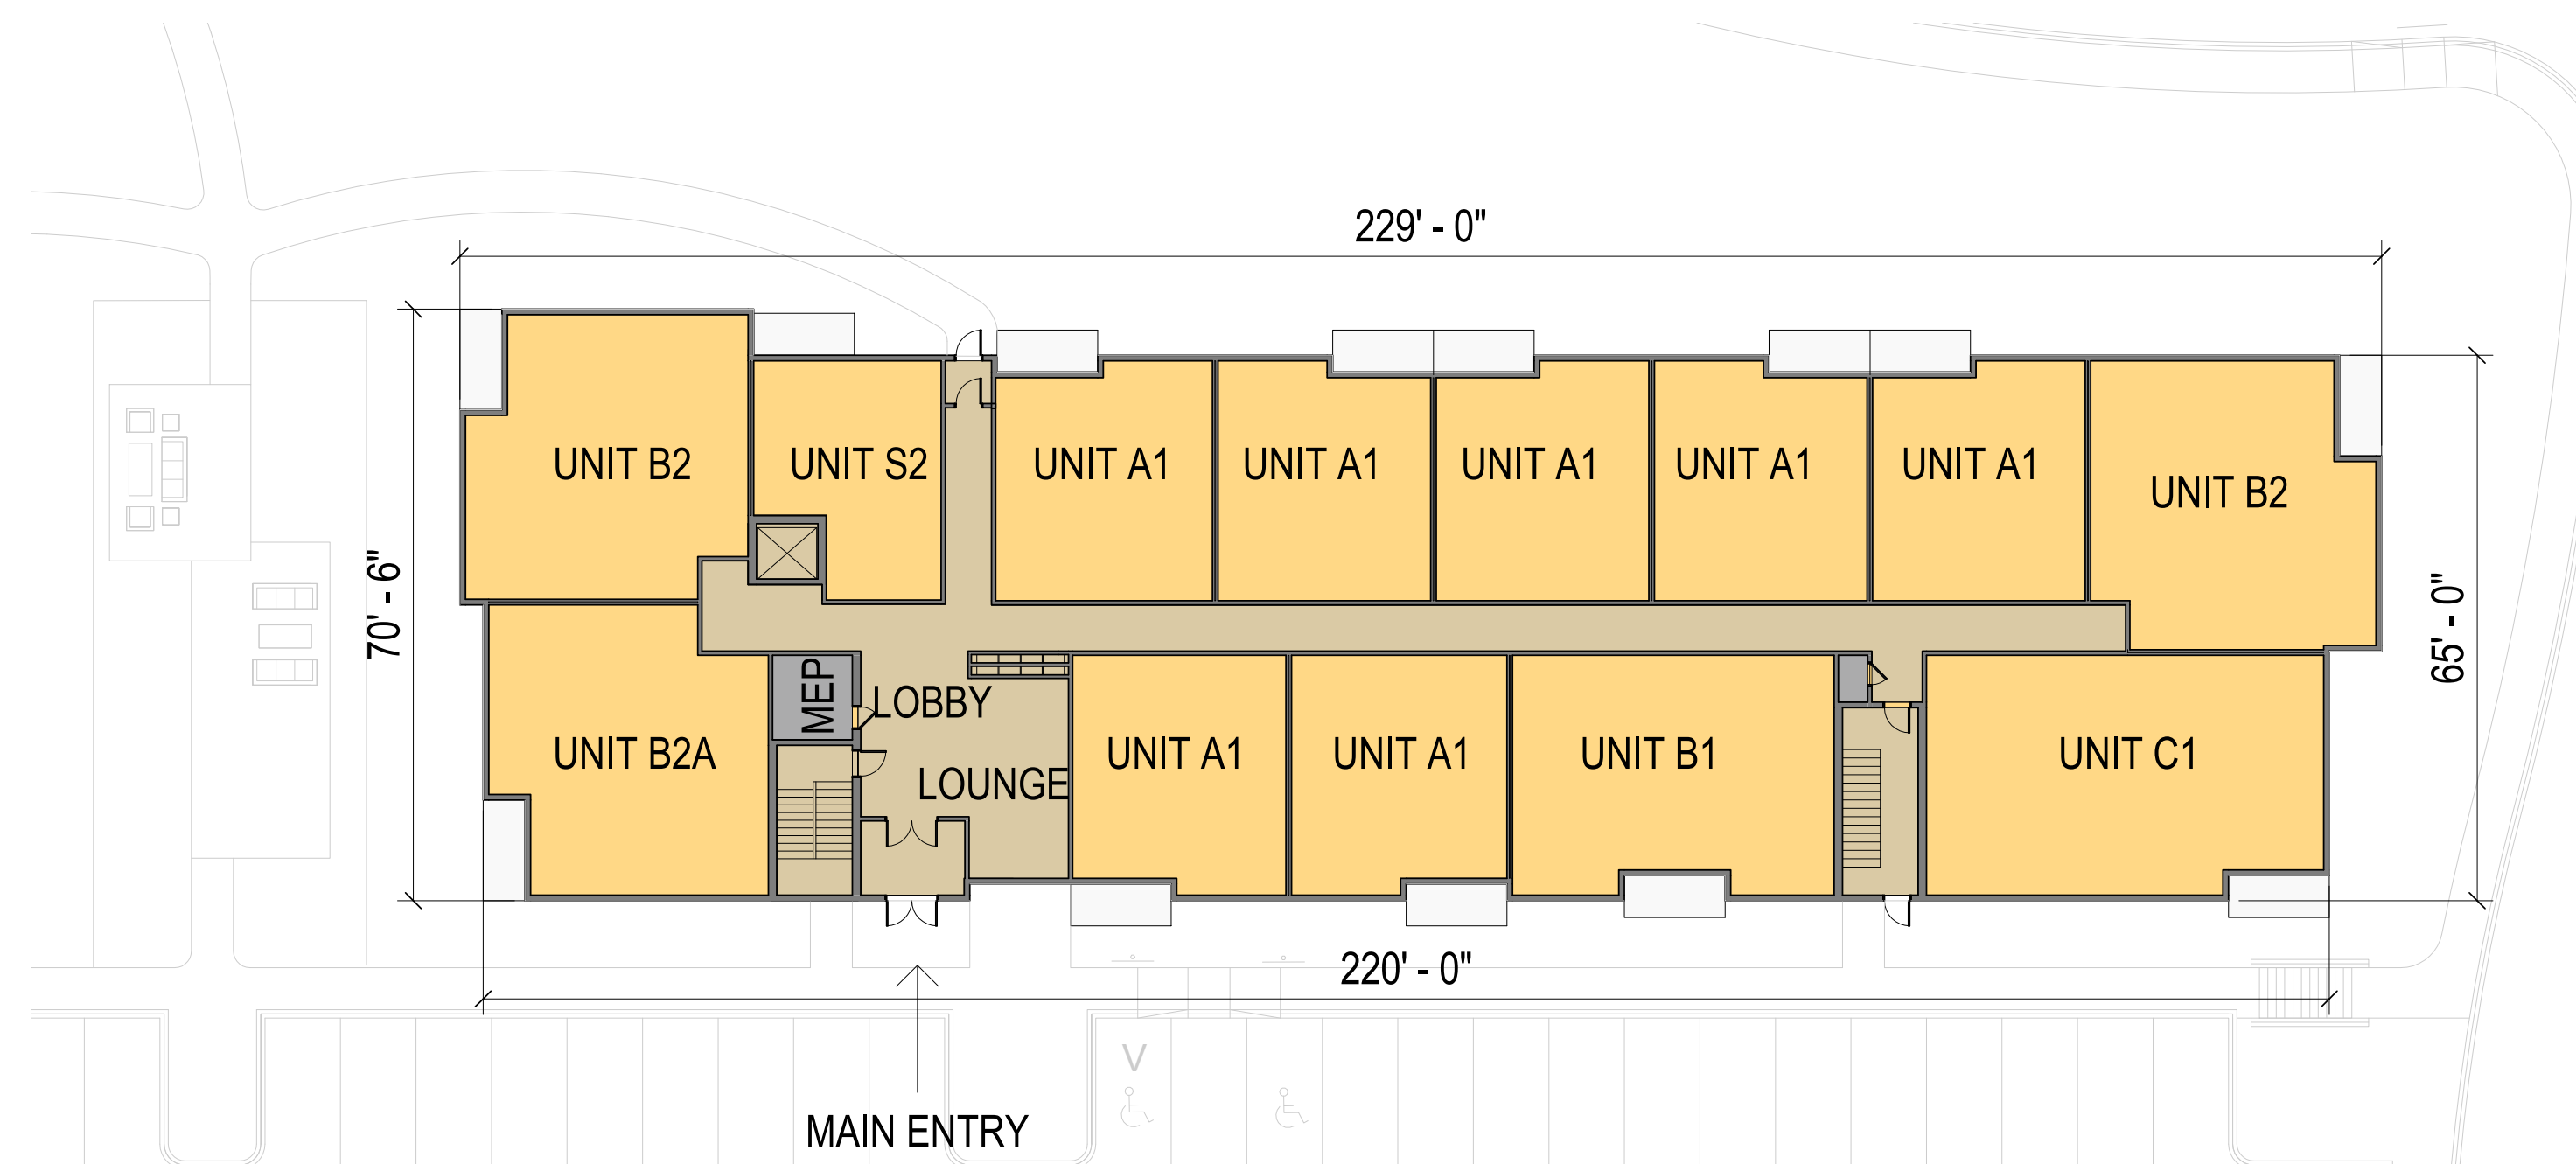 229' - 0"
UNIT B2
UNIT S2
UNIT A1
UNIT A1
UNIT A1
UNIT A1
UNIT A1
UNIT B2
70' - 6"
65' - 0"
MEP
LOBBY
LOUNGE
UNIT B2A
UNIT A1
UNIT A1
UNIT B1
UNIT C1
220' - 0"
V
MAIN ENTRY